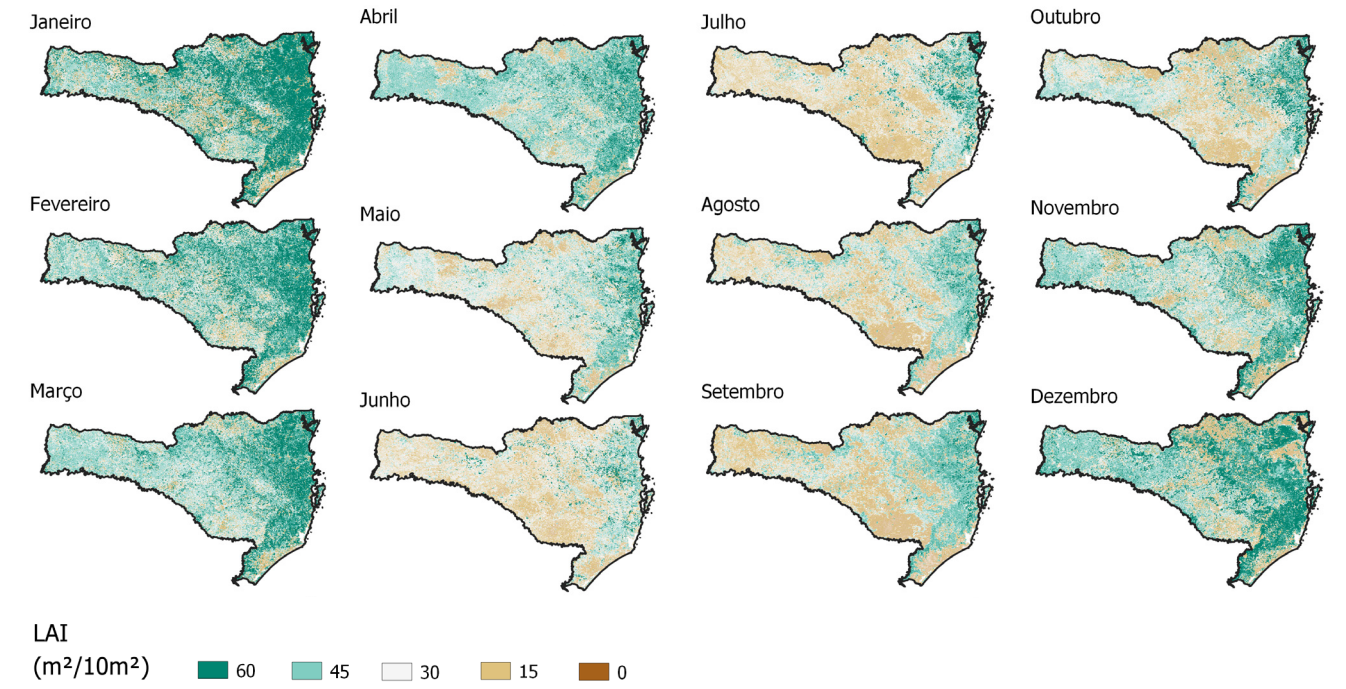 Janeiro
Abril
Julho
Outubro
Fevereiro
Maio
Agosto
Novembro
Março
Junho
Setembro
Dezembro
LAI
(m²/10m²) 60 45 30 15 0